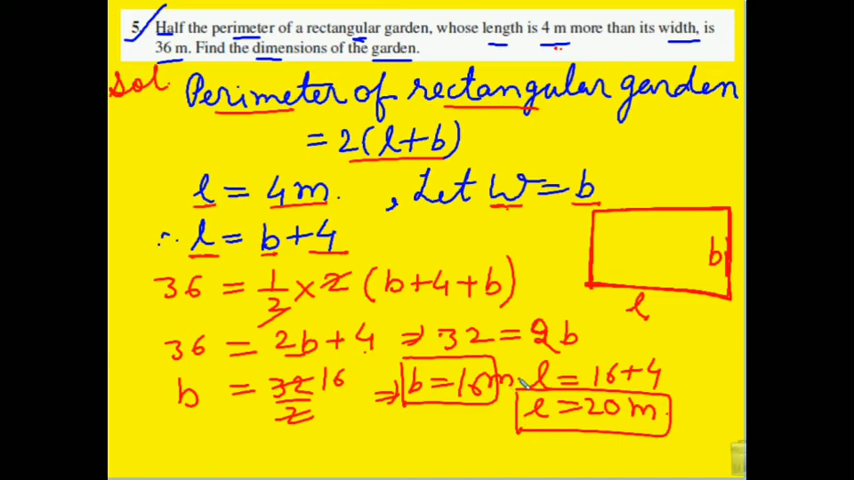 5. Half the perimeter of a rectangular garden, whose length is 4 m more than its width, is
36 m. Find the dimensions of the garden.
Sol Perimeter of rectangular garden
= 2(l+b)
l = 4m. , Let W = b
∴ l = b+4
b
l
36 = 1/2 × 2 (b+4+b)
36 = 2b+4 ⇒ 32 = 2b
b = 32/2 16 ⇒ b=16m l = 16+4
l = 20 m.